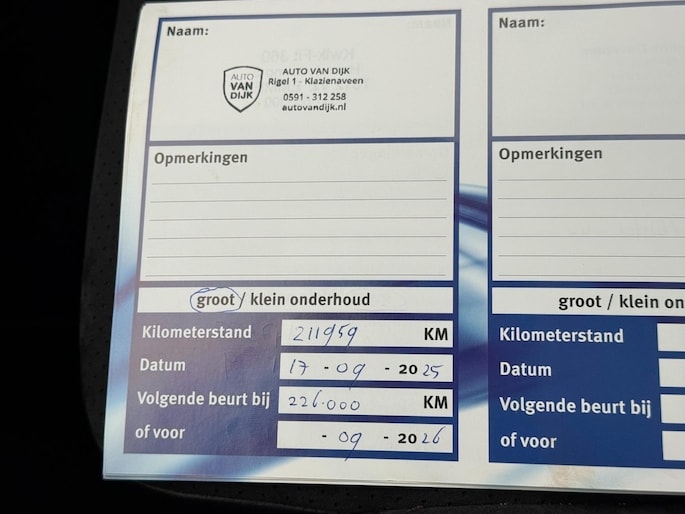 Naam:
AUTO
VAN
DIJK
AUTO VAN DIJK
Rigel 1 - Klazienaveen
0591 - 312 258
autovandijk.nl
Opmerkingen
groot / klein onderhoud
Kilometerstand 211959 KM
Datum 17 - 09 - 2025
Volgende beurt bij 226.000 KM
of voor - 09 - 2026
Naam:
Opmerkingen
groot / klein on
Kilometerstand
Datum
Volgende beurt bij
of voor